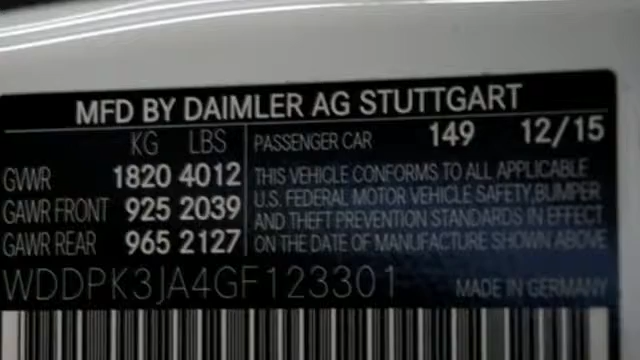 MFD BY DAIMLER AG STUTTGART
KG LBS
PASSENGER CAR 149 12/15
GVWR 1820 4012
GAWR FRONT 925 2039
GAWR REAR 965 2127
THIS VEHICLE CONFORMS TO ALL APPLICABLE
U.S. FEDERAL MOTOR VEHICLE SAFETY,BUMPER
AND THEFT PREVENTION STANDARDS IN EFFECT
ON THE DATE OF MANUFACTURE SHOWN ABOVE
WDDPK3JA4GF123301
MADE IN GERMANY